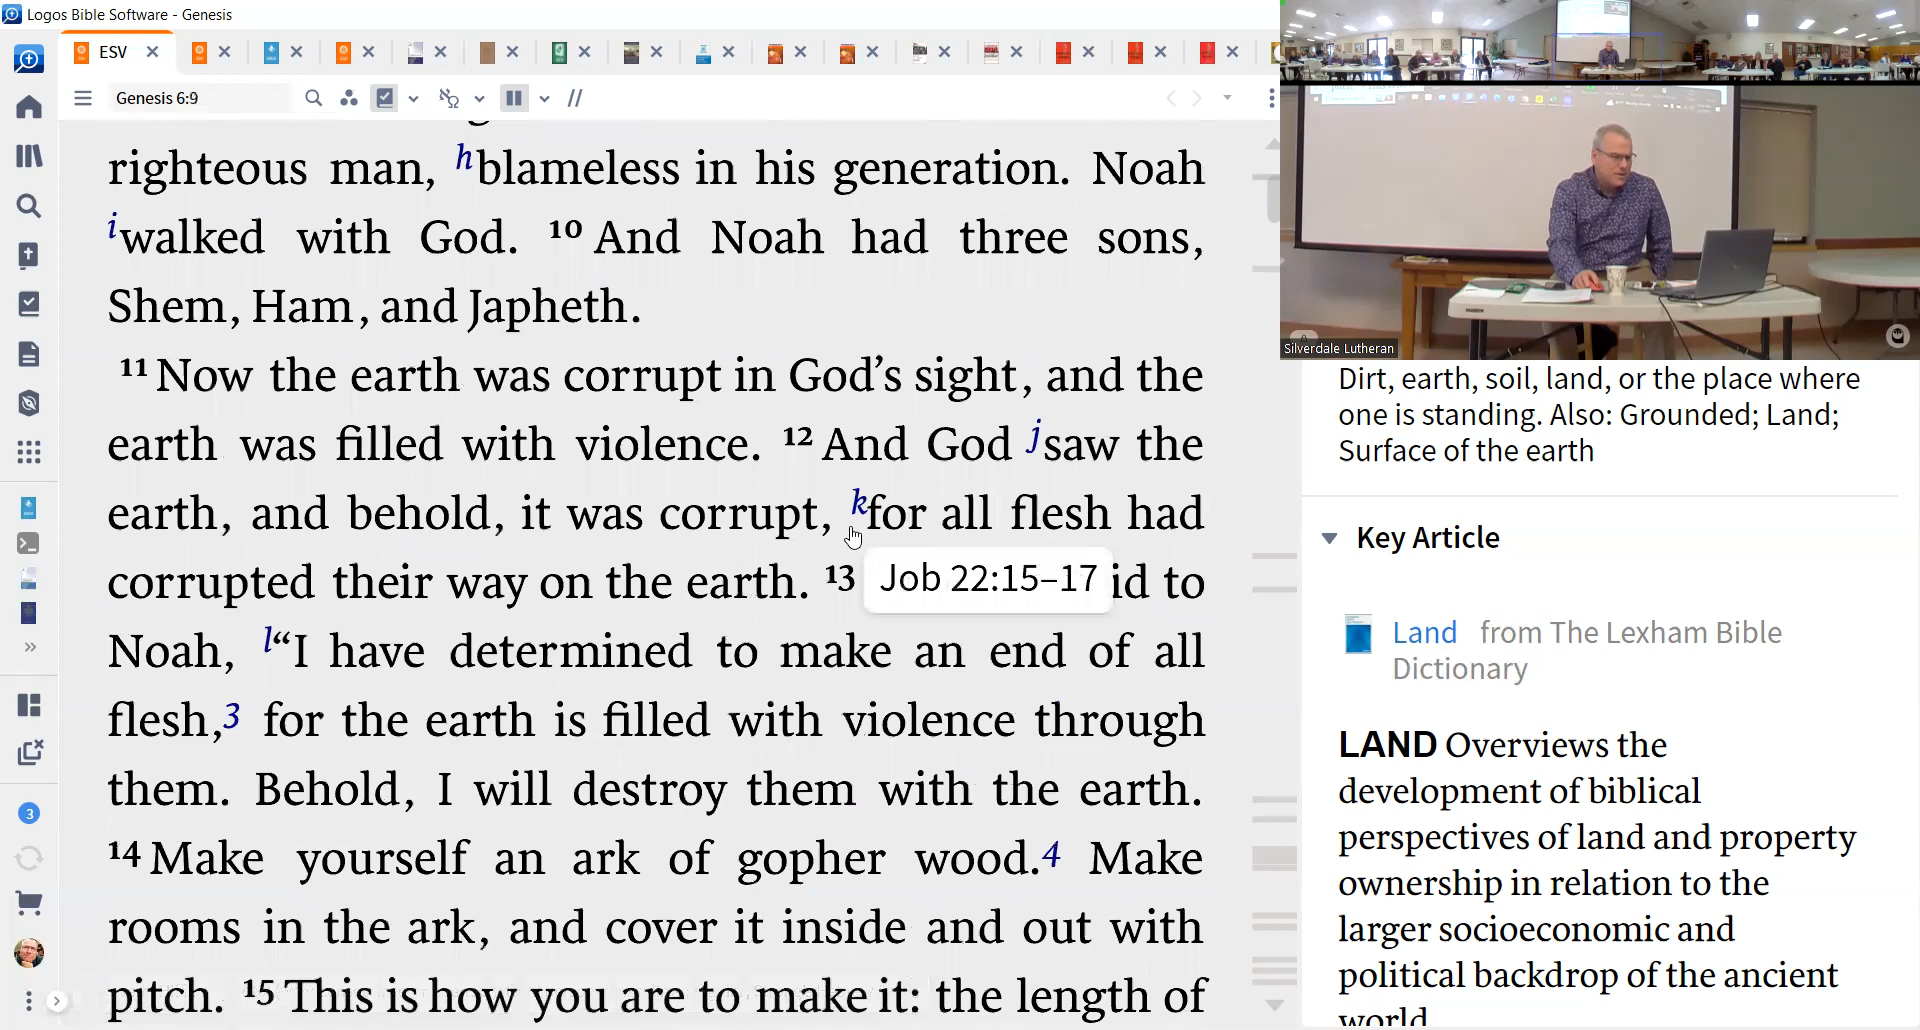 Logos Bible Software - Genesis
ESV
Genesis 6:9
righteous man, hblameless in his generation. Noah
iwalked with God. 10 And Noah had three sons,
Shem, Ham, and Japheth.
11 Now the earth was corrupt in God’s sight, and the
earth was filled with violence. 12 And God jsaw the
earth, and behold, it was corrupt, kfor all flesh had
corrupted their way on the earth. 13 id to
Job 22:15–17
Noah, l“I have determined to make an end of all
flesh,3 for the earth is filled with violence through
them. Behold, I will destroy them with the earth.
14 Make yourself an ark of gopher wood.4 Make
rooms in the ark, and cover it inside and out with
pitch. 15 This is how you are to make it: the length of
3
Silverdale Lutheran
Dirt, earth, soil, land, or the place where
one is standing. Also: Grounded; Land;
Surface of the earth
Key Article
Land from The Lexham Bible
Dictionary
LAND Overviews the
development of biblical
perspectives of land and property
ownership in relation to the
larger socioeconomic and
political backdrop of the ancient
world